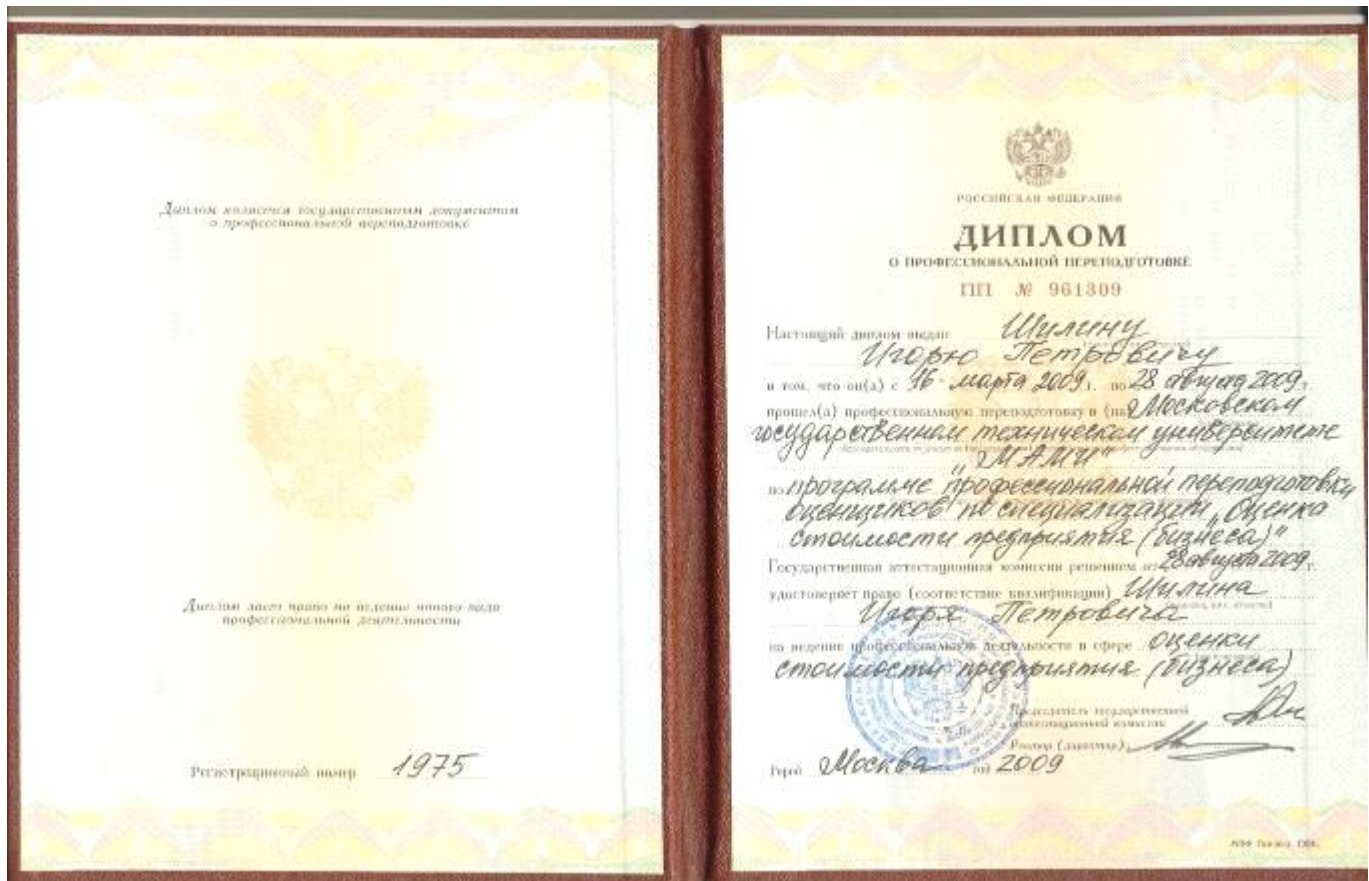 Диплом является государственным документом
о профессиональной переподготовке
Диплом дает право на ведение нового вида
профессиональной деятельности
Регистрационный номер 1975
РОССИЙСКАЯ ФЕДЕРАЦИЯ
ДИПЛОМ
О ПРОФЕССИОНАЛЬНОЙ ПЕРЕПОДГОТОВКЕ
ПП № 961309
Настоящий диплом выдан Шилину
Игорю Петровичу
в том, что он(а) с 16 марта 2009 г. по 28 августа 2009 г.
прошел(а) профессиональную переподготовку в (на) Московском
государственном техническом университете
"МАМИ"
по программе профессиональной переподготовки
оценщиков по специализации "Оценка
стоимости предприятия (бизнеса)"
Государственная аттестационная комиссия решением от 28 августа 2009 г.
удостоверяет право (соответствие квалификации) Шилина
Игоря Петровича
на ведение профессиональной деятельности в сфере оценки
стоимости предприятия (бизнеса)
Председатель государственной
аттестационной комиссии
Ректор (директор)
Город Москва год 2009